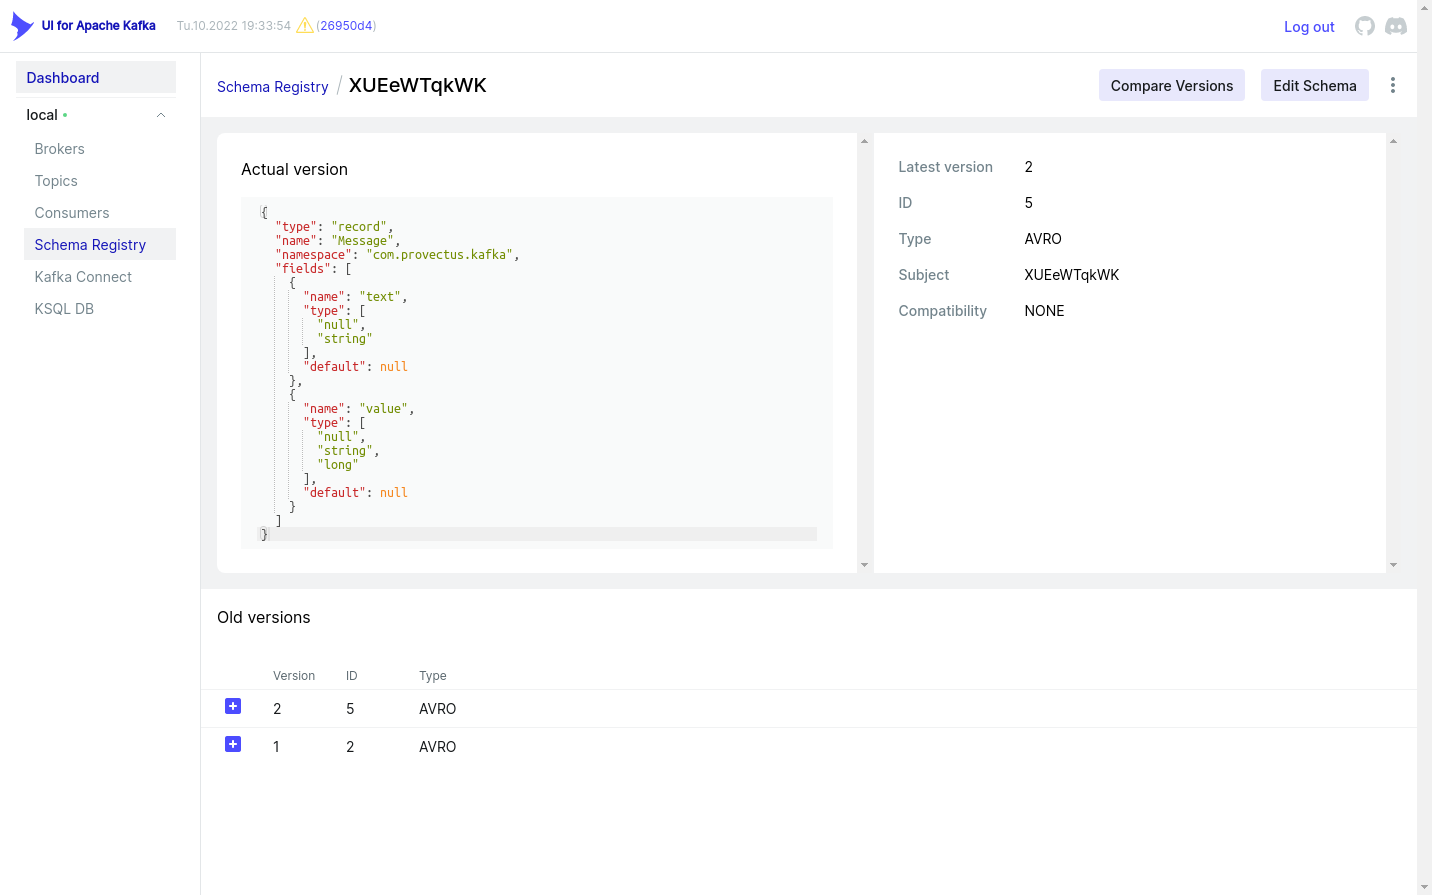 UI for Apache Kafka
Tu.10.2022 19:33:54 (26950d4)
Log out
Dashboard
local
Brokers
Topics
Consumers
Schema Registry
Kafka Connect
KSQL DB
Schema Registry / XUEeWTqkWK
Compare Versions
Edit Schema
Actual version
{
  "type": "record",
  "name": "Message",
  "namespace": "com.provectus.kafka",
  "fields": [
    {
      "name": "text",
      "type": [
        "null",
        "string"
      ],
      "default": null
    },
    {
      "name": "value",
      "type": [
        "null",
        "string",
        "long"
      ],
      "default": null
    }
  ]
}
Latest version 2
ID 5
Type AVRO
Subject XUEeWTqkWK
Compatibility NONE
Old versions
Version ID Type
2 5 AVRO
1 2 AVRO